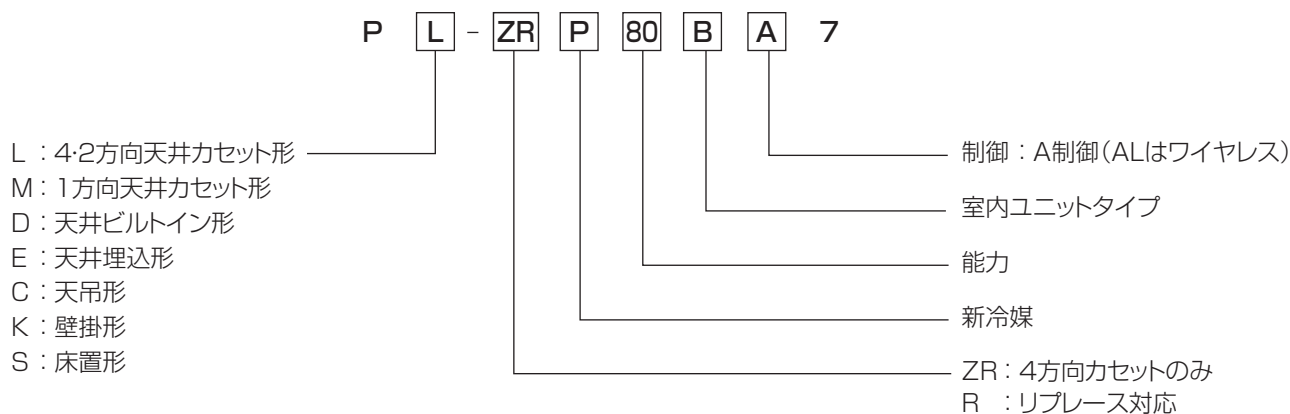 P L - ZR P 80 B A 7
L：4・2方向天井カセット形
M：1方向天井カセット形
D：天井ビルトイン形
E：天井埋込形
C：天吊形
K：壁掛形
S：床置形
制御：A制御（ALはワイヤレス）
室内ユニットタイプ
能力
新冷媒
ZR：4方向カセットのみ
R ：リプレース対応